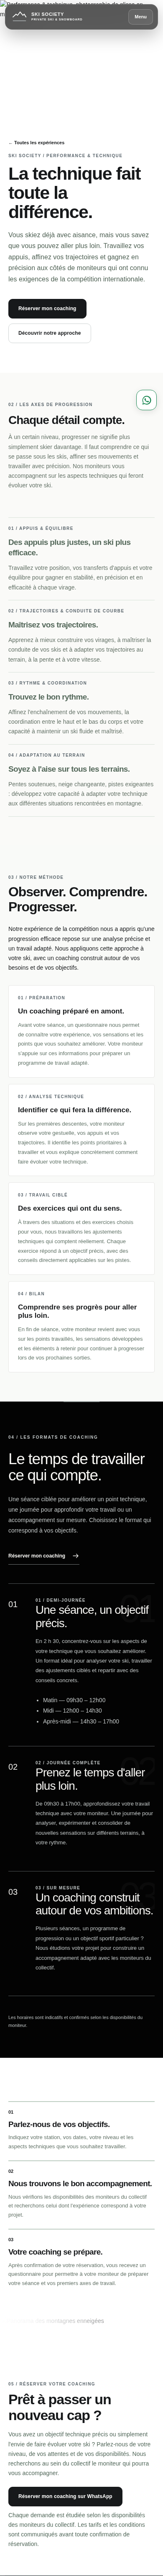 SKI SOCIETY
PRIVATE SKI & SNOWBOARD
Menu
← Toutes les expériences
SKI SOCIETY / PERFORMANCE & TECHNIQUE
La technique fait
toute la
différence.
Vous skiez déjà avec aisance, mais vous savez
que vous pouvez aller plus loin. Travaillez vos
appuis, affinez vos trajectoires et gagnez en
précision aux côtés de moniteurs qui ont connu
les exigences de la compétition internationale.
Réserver mon coaching
Découvrir notre approche
02 / LES AXES DE PROGRESSION
Chaque détail compte.
À un certain niveau, progresser ne signifie plus
simplement skier davantage. Il faut comprendre ce qui
se passe sous les skis, affiner ses mouvements et
travailler avec précision. Nos moniteurs vous
accompagnent sur les aspects techniques qui feront
évoluer votre ski.
01 / APPUIS & ÉQUILIBRE
Des appuis plus justes, un ski plus
efficace.
Travaillez votre position, vos transferts d'appuis et votre
équilibre pour gagner en stabilité, en précision et en
efficacité à chaque virage.
02 / TRAJECTOIRES & CONDUITE DE COURBE
Maîtrisez vos trajectoires.
Apprenez à mieux construire vos virages, à maîtriser la
conduite de vos skis et à adapter vos trajectoires au
terrain, à la pente et à votre vitesse.
03 / RYTHME & COORDINATION
Trouvez le bon rythme.
Affinez l'enchaînement de vos mouvements, la
coordination entre le haut et le bas du corps et votre
capacité à maintenir un ski fluide et maîtrisé.
04 / ADAPTATION AU TERRAIN
Soyez à l'aise sur tous les terrains.
Pentes soutenues, neige changeante, pistes exigeantes
: développez votre capacité à adapter votre technique
aux différentes situations rencontrées en montagne.
03 / NOTRE MÉTHODE
Observer. Comprendre.
Progresser.
Notre expérience de la compétition nous a appris qu'une
progression efficace repose sur une analyse précise et
un travail adapté. Nous appliquons cette approche à
votre ski, avec un coaching construit autour de vos
besoins et de vos objectifs.
01 / PRÉPARATION
Un coaching préparé en amont.
Avant votre séance, un questionnaire nous permet
de connaître votre expérience, vos sensations et les
points que vous souhaitez améliorer. Votre moniteur
s'appuie sur ces informations pour préparer un
programme de travail adapté.
02 / ANALYSE TECHNIQUE
Identifier ce qui fera la différence.
Sur les premières descentes, votre moniteur
observe votre gestuelle, vos appuis et vos
trajectoires. Il identifie les points prioritaires à
travailler et vous explique concrètement comment
faire évoluer votre technique.
03 / TRAVAIL CIBLÉ
Des exercices qui ont du sens.
À travers des situations et des exercices choisis
pour vous, nous travaillons les ajustements
techniques qui comptent réellement. Chaque
exercice répond à un objectif précis, avec des
conseils directement applicables sur les pistes.
04 / BILAN
Comprendre ses progrès pour aller
plus loin.
En fin de séance, votre moniteur revient avec vous
sur les points travaillés, les sensations développées
et les éléments à retenir pour continuer à progresser
lors de vos prochaines sorties.
04 / LES FORMATS DE COACHING
Le temps de travailler
ce qui compte.
Une séance ciblée pour améliorer un point technique,
une journée pour approfondir votre travail ou un
accompagnement sur mesure. Choisissez le format qui
correspond à vos objectifs.
Réserver mon coaching →
01
01 / DEMI-JOURNÉE
Une séance, un objectif
précis.
En 2 h 30, concentrez-vous sur les aspects de
votre technique que vous souhaitez améliorer.
Un format idéal pour analyser votre ski, travailler
des ajustements ciblés et repartir avec des
conseils concrets.
• Matin — 09h30 – 12h00
• Midi — 12h00 – 14h30
• Après-midi — 14h30 – 17h00
02
02 / JOURNÉE COMPLÈTE
Prenez le temps d'aller
plus loin.
De 09h30 à 17h00, approfondissez votre travail
technique avec votre moniteur. Une journée pour
analyser, expérimenter et consolider de
nouvelles sensations sur différents terrains, à
votre rythme.
03
03 / SUR MESURE
Un coaching construit
autour de vos ambitions.
Plusieurs séances, un programme de
progression ou un objectif sportif particulier ?
Nous étudions votre projet pour construire un
accompagnement adapté avec les moniteurs du
collectif.
Les horaires sont indicatifs et confirmés selon les disponibilités du
moniteur.
01
Parlez-nous de vos objectifs.
Indiquez votre station, vos dates, votre niveau et les
aspects techniques que vous souhaitez travailler.
02
Nous trouvons le bon accompagnement.
Nous vérifions les disponibilités des moniteurs du collectif
et recherchons celui dont l'expérience correspond à votre
projet.
03
Votre coaching se prépare.
Après confirmation de votre réservation, vous recevez un
questionnaire pour permettre à votre moniteur de préparer
votre séance et vos premiers axes de travail.
montagnes enneigées
05 / RÉSERVER VOTRE COACHING
Prêt à passer un
nouveau cap ?
Vous avez un objectif technique précis ou simplement
l'envie de faire évoluer votre ski ? Parlez-nous de votre
niveau, de vos attentes et de vos disponibilités. Nous
recherchons au sein du collectif le moniteur qui pourra
vous accompagner.
Réserver mon coaching sur WhatsApp
Chaque demande est étudiée selon les disponibilités
des moniteurs du collectif. Les tarifs et les conditions
sont communiqués avant toute confirmation de
réservation.